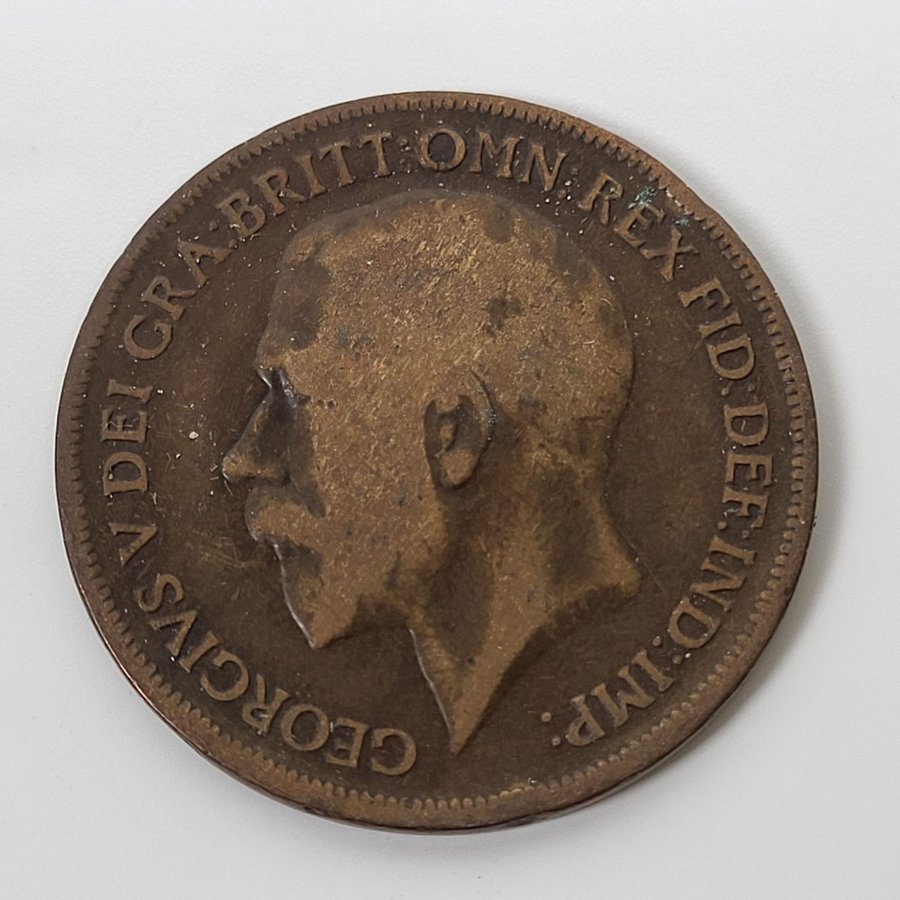 GEORGIVS V DEI GRA:BRITT:OMN:REX FID:DEF:IND:IMP: